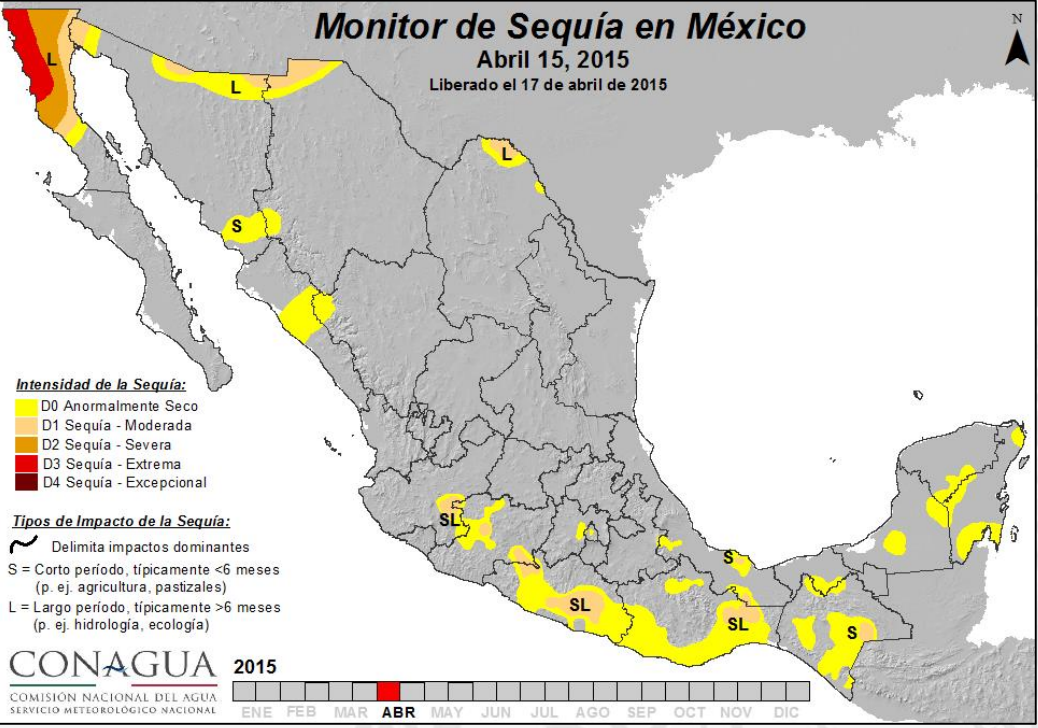 Monitor de Sequía en México
Abril 15, 2015
Liberado el 17 de abril de 2015
N
L
L
L
S
Intensidad de la Sequía:
D0 Anormalmente Seco
D1 Sequía - Moderada
D2 Sequía - Severa
D3 Sequía - Extrema
D4 Sequía - Excepcional
SL
Tipos de Impacto de la Sequía:
Delimita impactos dominantes
S = Corto período, típicamente <6 meses
(p. ej. agricultura, pastizales)
L = Largo período, típicamente >6 meses
(p. ej. hidrología, ecología)
S
SL
SL
S
CONAGUA
COMISIÓN NACIONAL DEL AGUA
SERVICIO METEOROLÓGICO NACIONAL
2015
ENE FEB MAR ABR MAY JUN JUL AGO SEP OCT NOV DIC